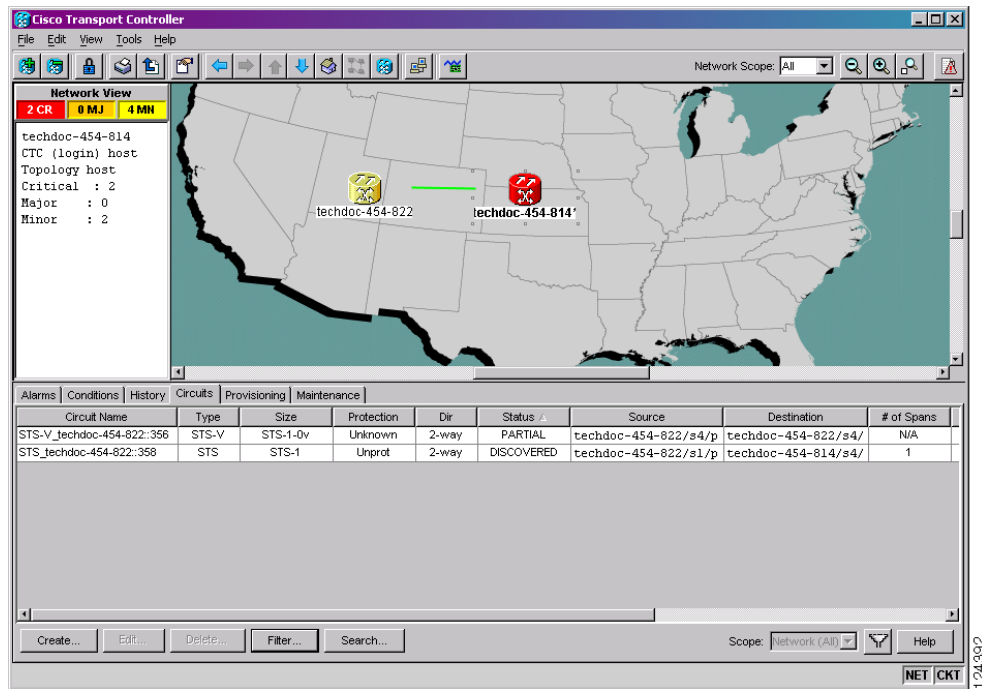 Cisco Transport Controller
File Edit View Tools Help
Network Scope: All
Network View
2 CR 0 MJ 4 MN
techdoc-454-814
CTC (login) host
Topology host
Critical : 2
Major : 0
Minor : 2
techdoc-454-822
techdoc-454-814*
Alarms Conditions History Circuits Provisioning Maintenance
Circuit Name Type Size Protection Dir Status Source Destination # of Spans
STS-V_techdoc-454-822::356 STS-V STS-1-0v Unknown 2-way PARTIAL techdoc-454-822/s4/p techdoc-454-822/s4/ N/A
STS_techdoc-454-822::358 STS STS-1 Unprot 2-way DISCOVERED techdoc-454-822/s1/p techdoc-454-814/s4/ 1
Create... Edit... Delete... Filter... Search... Scope: Network (All) Help
NET CKT
124392